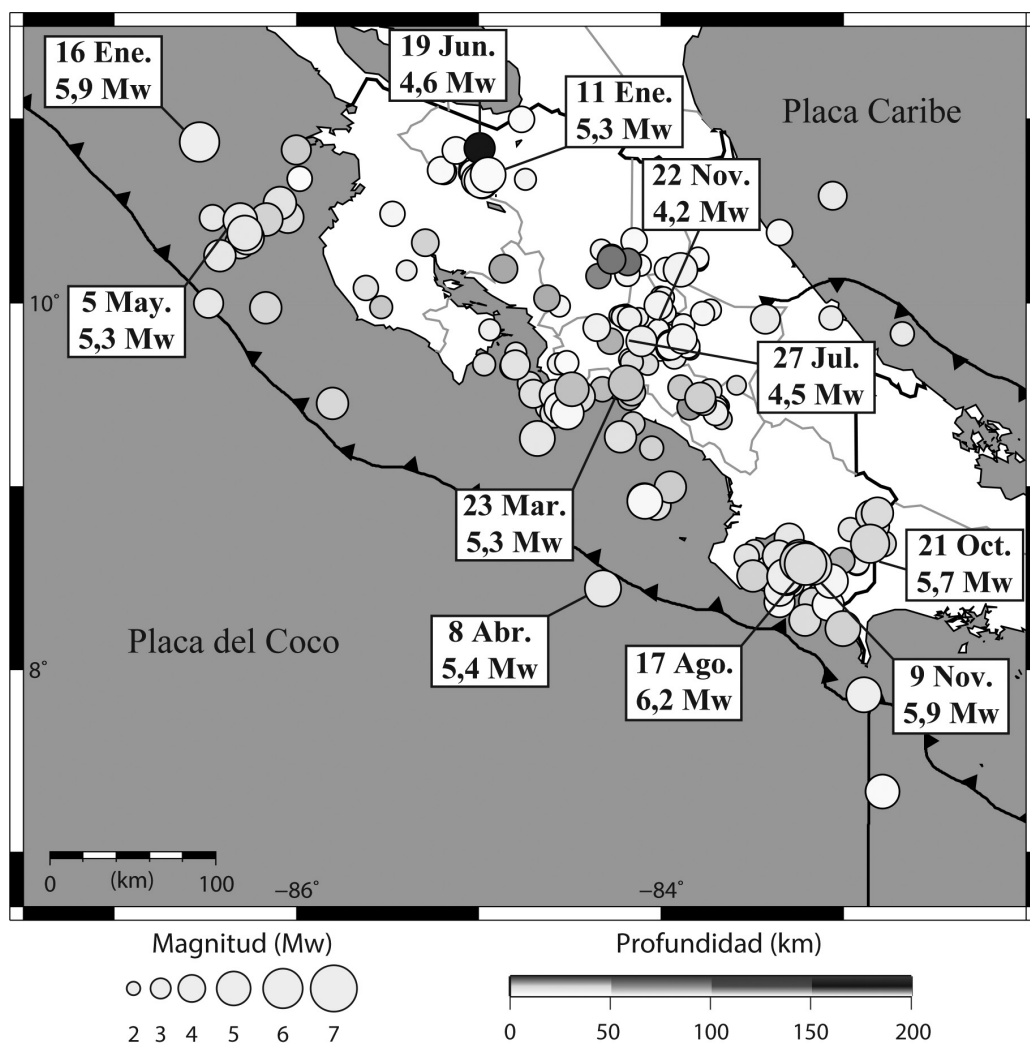 16 Ene.
5,9 Mw
19 Jun.
4,6 Mw
11 Ene.
5,3 Mw
Placa Caribe
22 Nov.
4,2 Mw
10°
5 May.
5,3 Mw
27 Jul.
4,5 Mw
23 Mar.
5,3 Mw
21 Oct.
5,7 Mw
8 Abr.
5,4 Mw
Placa del Coco
17 Ago.
6,2 Mw
9 Nov.
5,9 Mw
8°
0 (km) 100
−86°
−84°
Magnitud (Mw)
2 3 4 5 6 7
Profundidad (km)
0 50 100 150 200